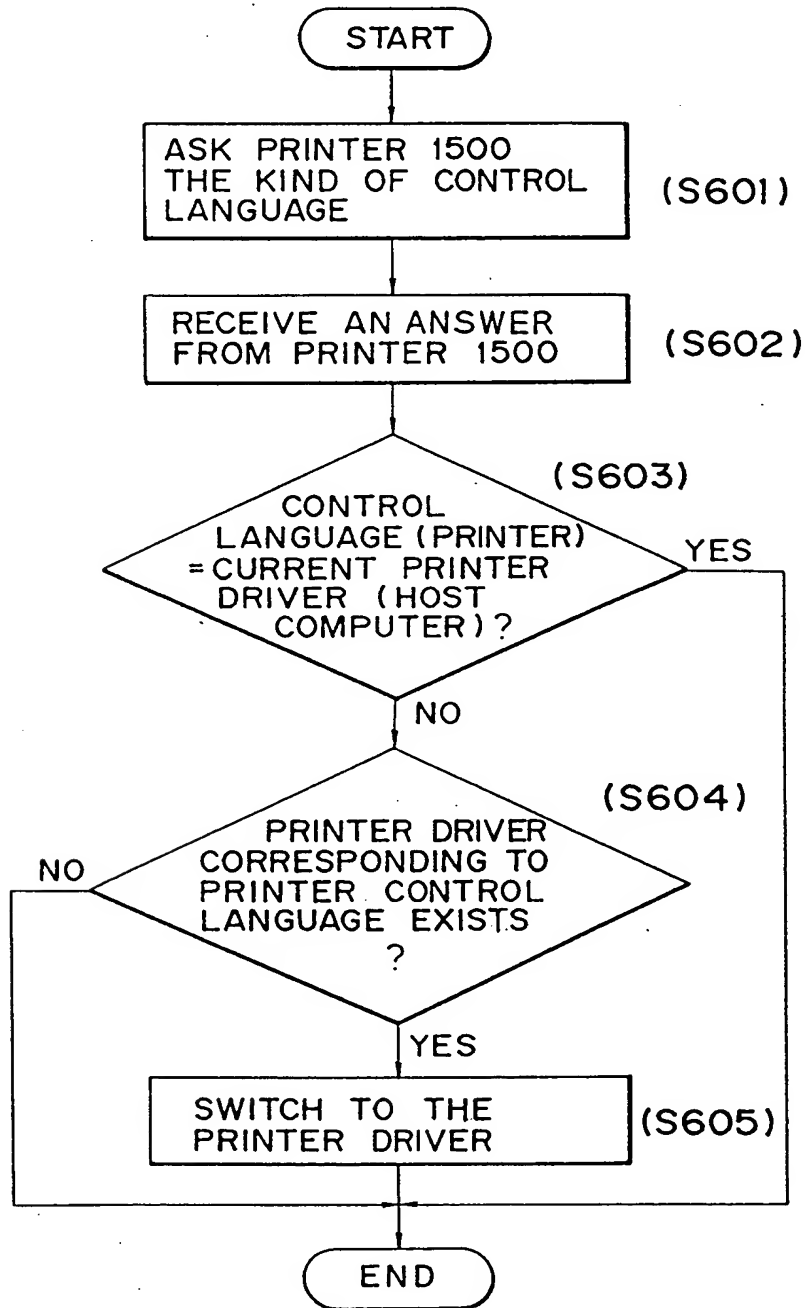 START
ASK PRINTER 1500
THE KIND OF CONTROL
LANGUAGE
(S601)
RECEIVE AN ANSWER
FROM PRINTER 1500
(S602)
(S603)
CONTROL
LANGUAGE (PRINTER)
= CURRENT PRINTER
DRIVER (HOST
COMPUTER) ?
YES
NO
(S604)
PRINTER DRIVER
CORRESPONDING TO
PRINTER CONTROL
LANGUAGE EXISTS
?
NO
YES
SWITCH TO THE
PRINTER DRIVER
(S605)
END